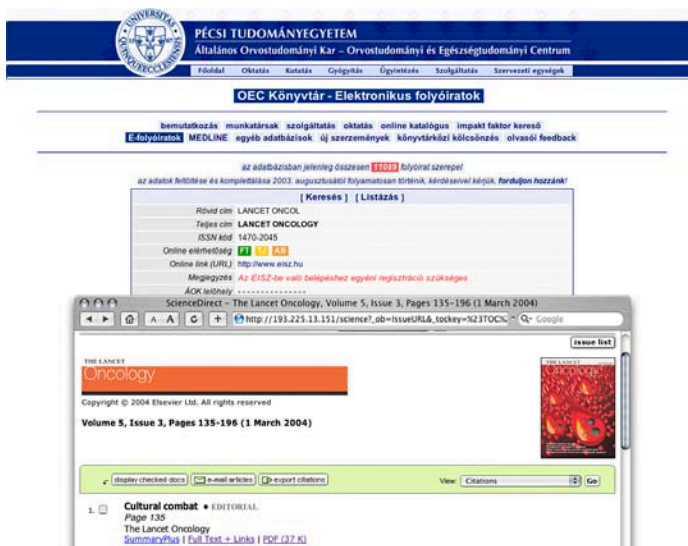 UNIVERSITAS
QUINQUEECCLESIENSIS
PÉCSI TUDOMÁNYEGYETEM
Általános Orvostudományi Kar – Orvostudományi és Egészségtudományi Centrum
Főoldal Oktatás Kutatás Gyógyítás Ügyintézés Szolgáltatás Szervezeti egységek
OEC Könyvtár - Elektronikus folyóiratok
bemutatkozás munkatársak szolgáltatás oktatás online katalógus impakt faktor kereső
E-folyóiratok MEDLINE egyéb adatbázisok új szerzemények könyvtárközi kölcsönzés olvasói feedback
az adatbázisban jelenleg összesen 11089 folyóirat szerepel
az adatok feltöltése és komplettálása 2003. augusztusától folyamatosan történik, kérdéseivel kérjük, forduljon hozzánk!
[ Keresés ] [ Listázás ]
Rövid cím LANCET ONCOL
Teljes cím LANCET ONCOLOGY
ISSN kód 1470-2045
Online elérhetőség FT TJ AB
Online link (URL) http://www.eisz.hu
Megjegyzés Az EISZ-be való belépéshez egyéni regisztráció szükséges
ÁOK lelőhely - - - - - - - - - - - - - - -
ScienceDirect – The Lancet Oncology, Volume 5, Issue 3, Pages 135–196 (1 March 2004)
A A C + http://193.225.13.151/science?_ob=IssueURL&_tockey=%23TOC% Q- Google
issue list
THE LANCET
Oncology
THE LANCET
Oncology
Copyright © 2004 Elsevier Ltd. All rights reserved
Volume 5, Issue 3, Pages 135-196 (1 March 2004)
display checked docs e-mail articles export citations View: Citations Go
1. Cultural combat • EDITORIAL
Page 135
The Lancet Oncology
SummaryPlus | Full Text + Links | PDF (37 K)